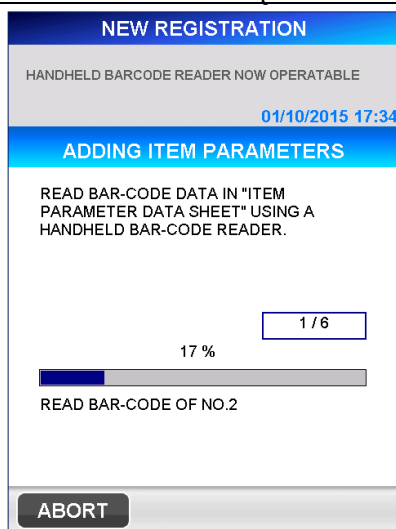 NEW REGISTRATION
HANDHELD BARCODE READER NOW OPERATABLE
01/10/2015 17:34
ADDING ITEM PARAMETERS
READ BAR-CODE DATA IN "ITEM
PARAMETER DATA SHEET" USING A
HANDHELD BAR-CODE READER.
1 / 6
17 %
READ BAR-CODE OF NO.2
ABORT